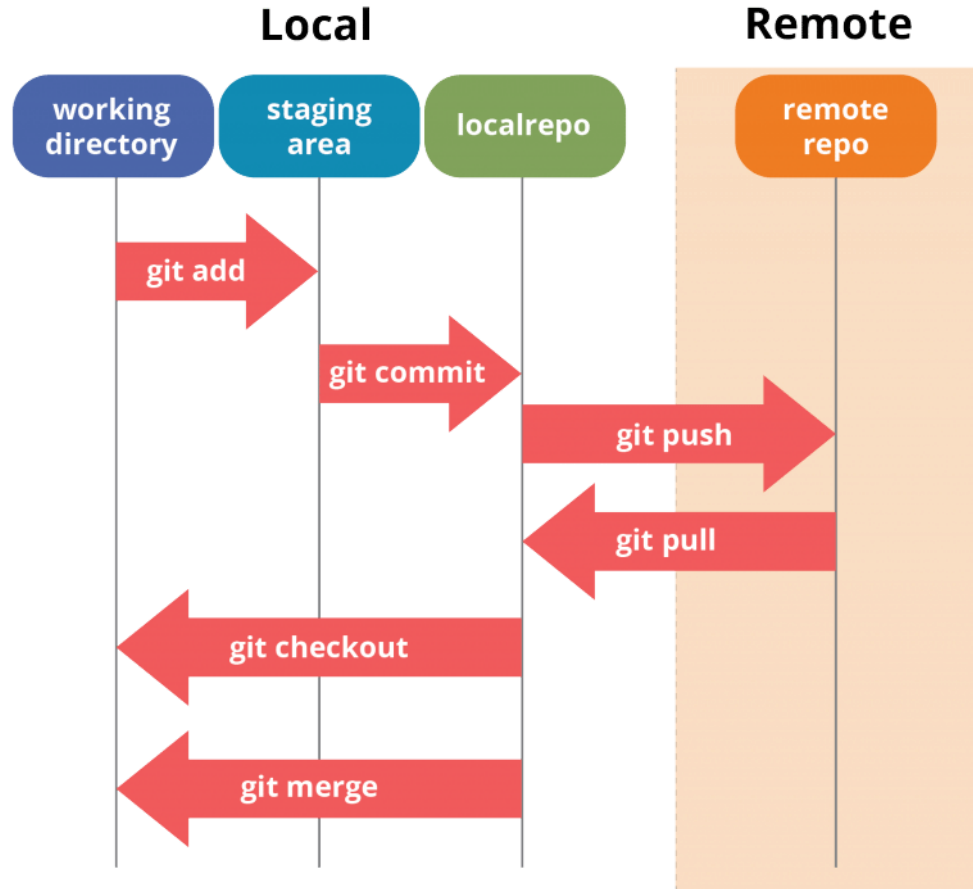 Local
Remote
working
directory
staging
area
localrepo
remote
repo
git add
git commit
git push
git pull
git checkout
git merge